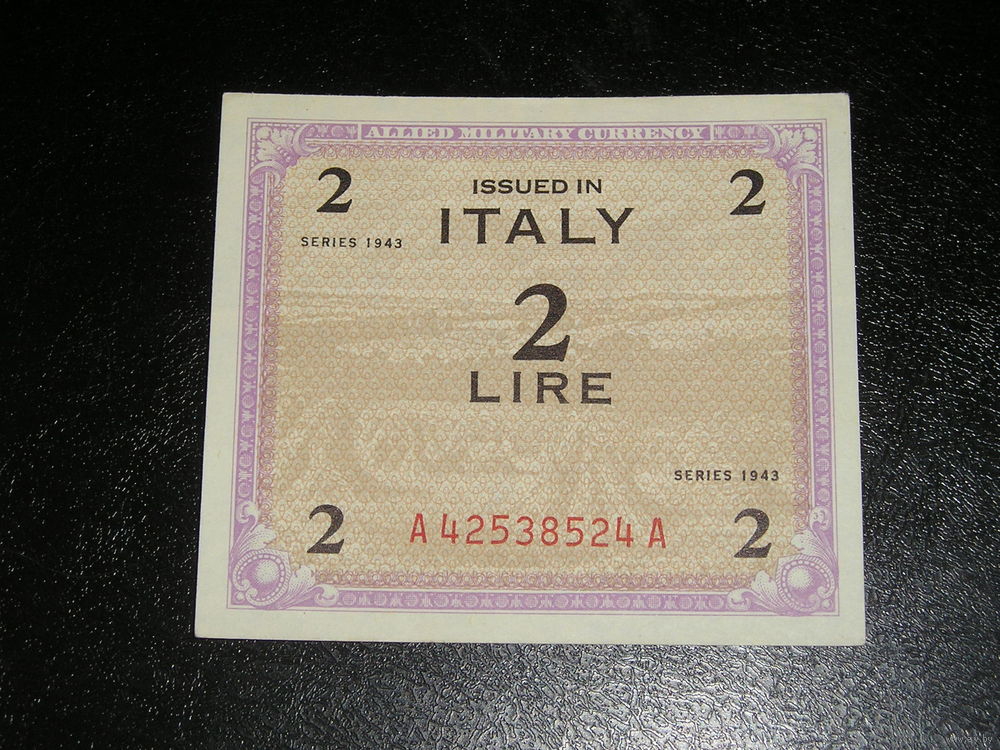 ALLIED MILITARY CURRENCY
2 ISSUED IN 2
ITALY
SERIES 1943
2
LIRE
SERIES 1943
2 A 42538524 A 2